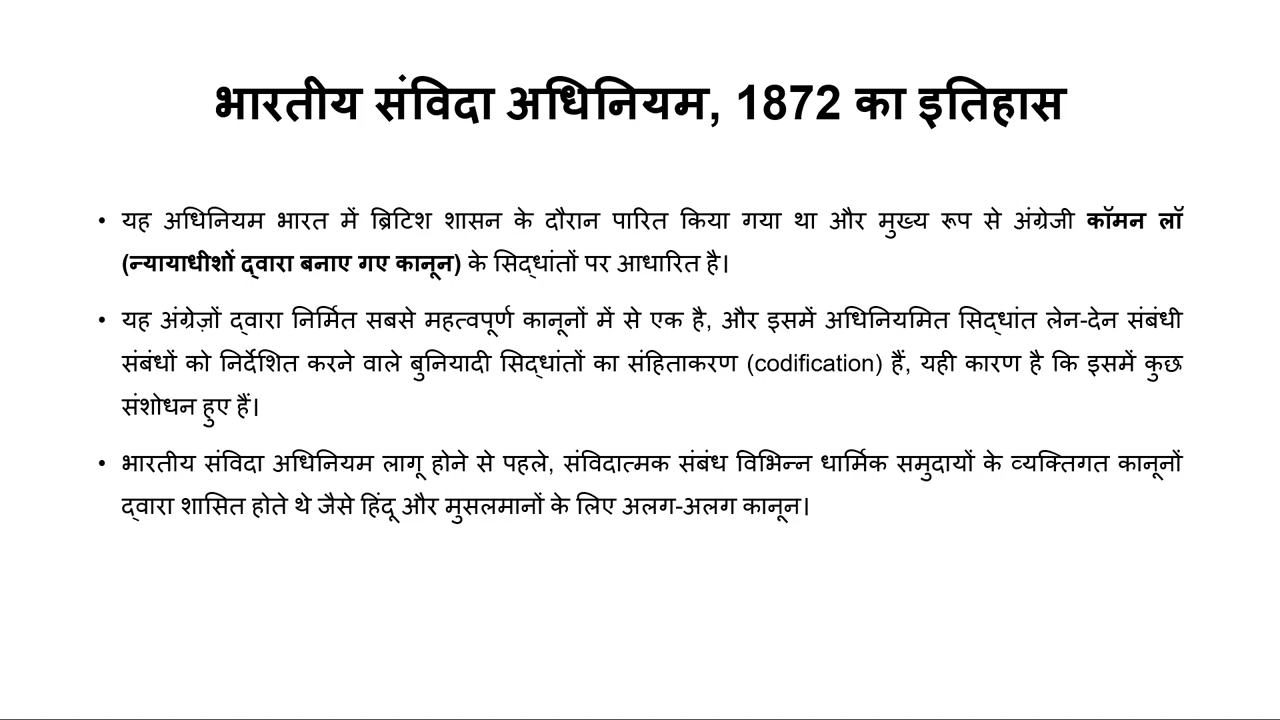 भारतीय संविदा अधिनियम, 1872 का इतिहास
• यह अधिनियम भारत में ब्रिटिश शासन के दौरान पारित किया गया था और मुख्य रूप से अंग्रेजी कॉमन लॉ
(न्यायाधीशों द्वारा बनाए गए कानून) के सिद्धांतों पर आधारित है।
• यह अंग्रेज़ों द्वारा निर्मित सबसे महत्वपूर्ण कानूनों में से एक है, और इसमें अधिनियमित सिद्धांत लेन-देन संबंधी
संबंधों को निर्देशित करने वाले बुनियादी सिद्धांतों का संहिताकरण (codification) हैं, यही कारण है कि इसमें कुछ
संशोधन हुए हैं।
• भारतीय संविदा अधिनियम लागू होने से पहले, संविदात्मक संबंध विभिन्न धार्मिक समुदायों के व्यक्तिगत कानूनों
द्वारा शासित होते थे जैसे हिंदू और मुसलमानों के लिए अलग-अलग कानून।